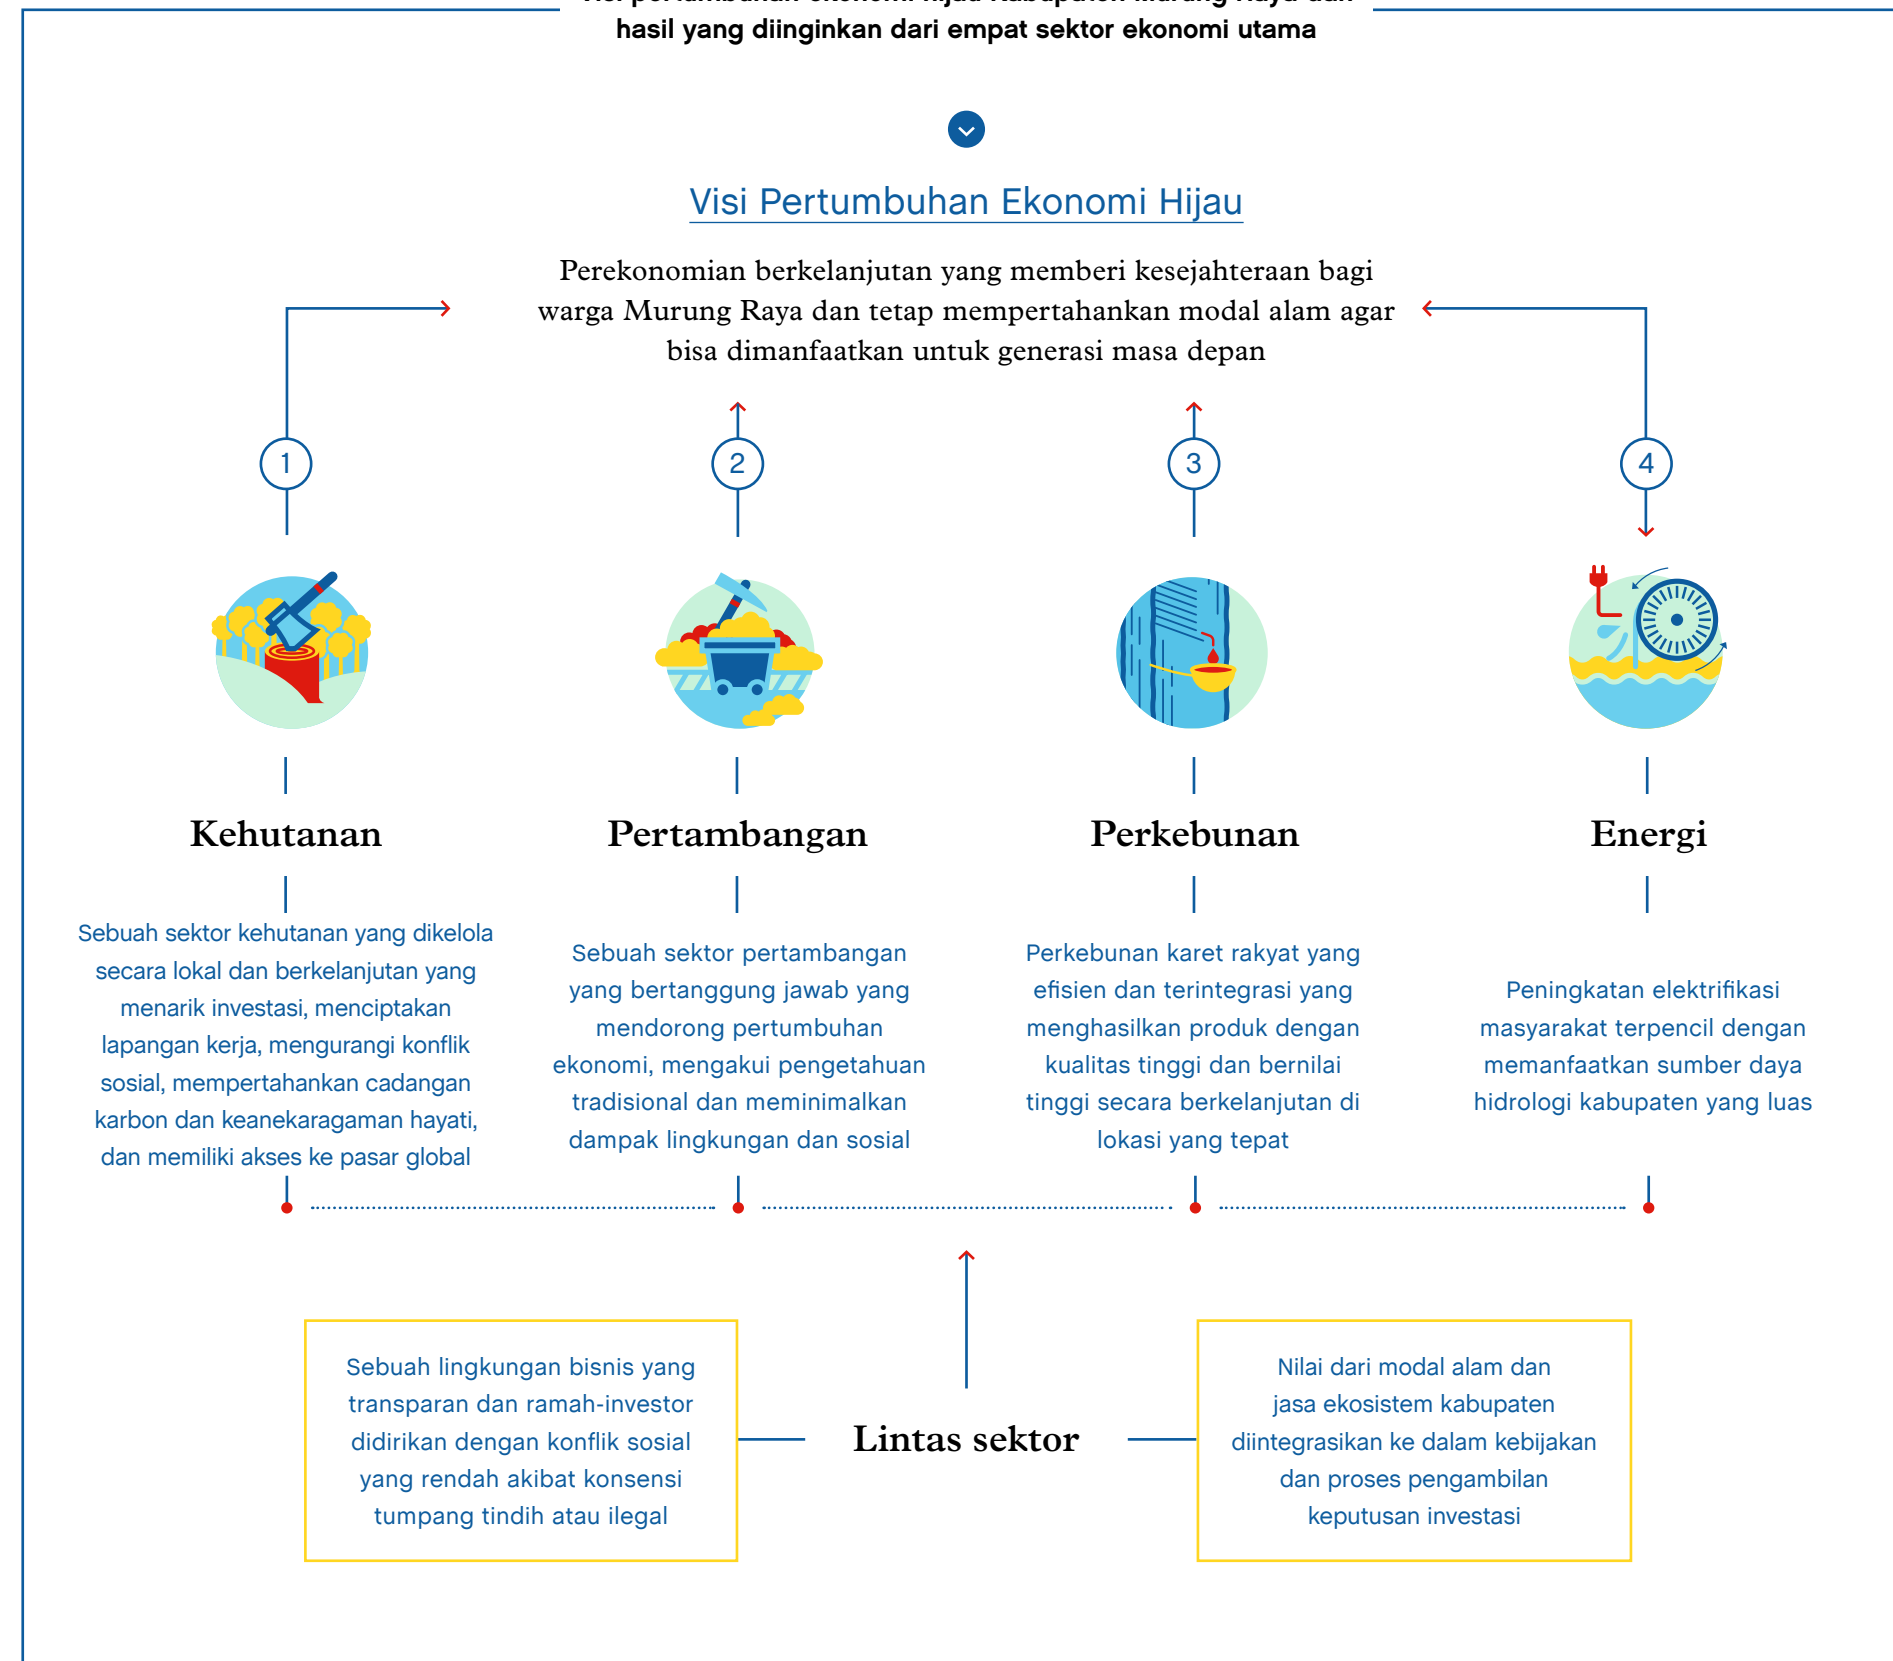 Visi pertumbuhan ekonomi hijau Kabupaten Murung Raya dan
hasil yang diinginkan dari empat sektor ekonomi utama
Visi Pertumbuhan Ekonomi Hijau
Perekonomian berkelanjutan yang memberi kesejahteraan bagi
warga Murung Raya dan tetap mempertahankan modal alam agar
bisa dimanfaatkan untuk generasi masa depan
1
2
3
4
Kehutanan
Sebuah sektor kehutanan yang dikelola
secara lokal dan berkelanjutan yang
menarik investasi, menciptakan
lapangan kerja, mengurangi konflik
sosial, mempertahankan cadangan
karbon dan keanekaragaman hayati,
dan memiliki akses ke pasar global
Pertambangan
Sebuah sektor pertambangan
yang bertanggung jawab yang
mendorong pertumbuhan
ekonomi, mengakui pengetahuan
tradisional dan meminimalkan
dampak lingkungan dan sosial
Perkebunan
Perkebunan karet rakyat yang
efisien dan terintegrasi yang
menghasilkan produk dengan
kualitas tinggi dan bernilai
tinggi secara berkelanjutan di
lokasi yang tepat
Energi
Peningkatan elektrifikasi
masyarakat terpencil dengan
memanfaatkan sumber daya
hidrologi kabupaten yang luas
Sebuah lingkungan bisnis yang
transparan dan ramah-investor
didirikan dengan konflik sosial
yang rendah akibat konsensi
tumpang tindih atau ilegal
Lintas sektor
Nilai dari modal alam dan
jasa ekosistem kabupaten
diintegrasikan ke dalam kebijakan
dan proses pengambilan
keputusan investasi